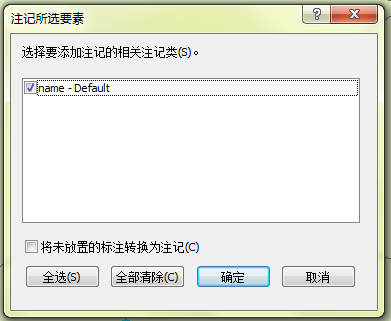 注记所选要素
选择要添加注记的相关注记类(S)。
name - Default
将未放置的标注转换为注记(C)
全选(S) 全部清除(C) 确定 取消